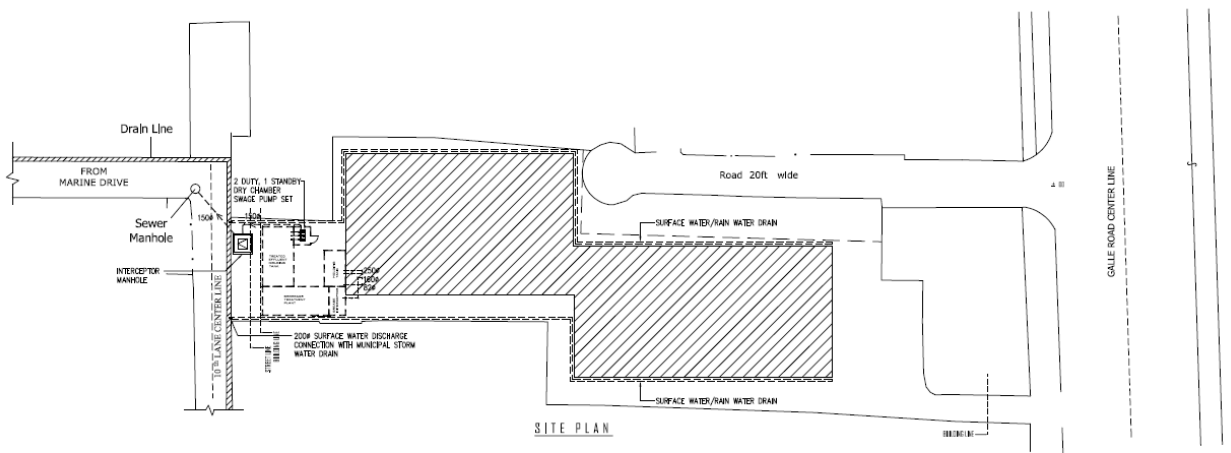 Drain Line
FROM
MARINE DRIVE
2 DUTY, 1 STANDBY
DRY CHAMBER
SWAGE PUMP SET
Road 20ft wide
150ø
150ø
Sewer
Manhole
SURFACE WATER/RAIN WATER DRAIN
GALLE ROAD CENTER LINE
INTERCEPTOR
MANHOLE
TREATED
EFFLUENT
TANK
250ø
160ø
62ø
SEWERAGE
TREATMENT
PLANT
10th LANE CENTER LINE
200ø SURFACE WATER DISCHARGE
CONNECTION WITH MUNICIPAL STORM
WATER DRAIN
STREET LINE
BUILDING LINE
SURFACE WATER/RAIN WATER DRAIN
SITE PLAN
BUILDING LINE